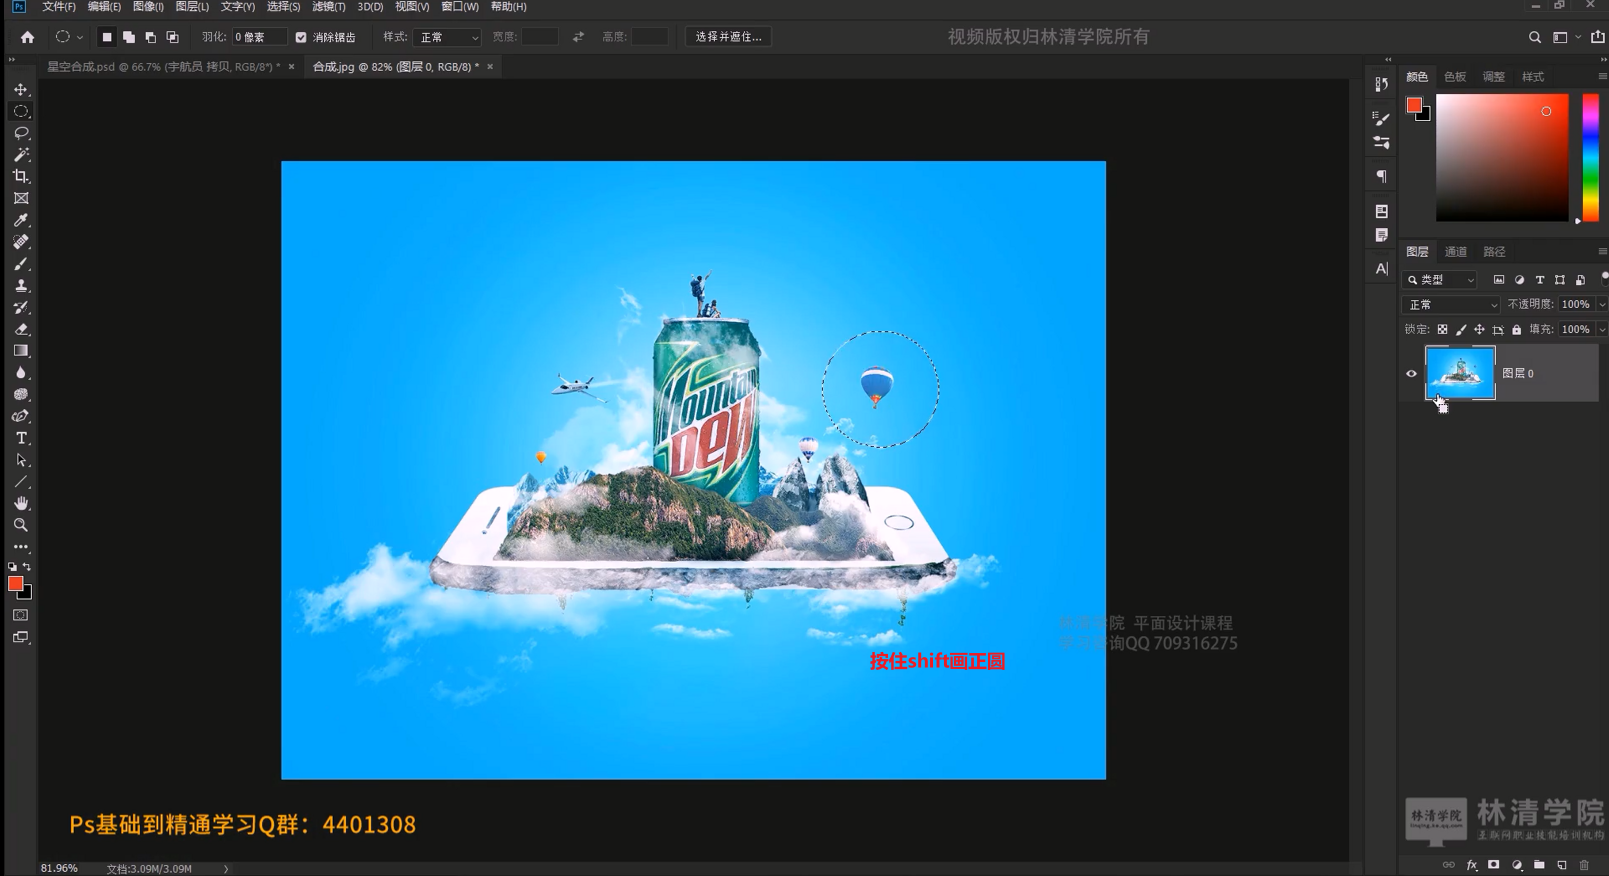 文件(F) 编辑(E) 图像(I) 图层(L) 文字(Y) 选择(S) 滤镜(T) 3D(D) 视图(V) 窗口(W) 帮助(H)
羽化: 0 像素 消除锯齿 样式: 正常 宽度: 高度: 选择并遮住...
视频版权归林清学院所有
星空合成.psd @ 66.7% (宇航员 拷贝, RGB/8*) * × 合成.jpg @ 82% (图层 0, RGB/8) * ×
颜色 色板 调整 样式
图层 通道 路径
类型
正常 不透明度: 100%
锁定: 填充: 100%
图层 0
Mountain
Dew
林清学院 平面设计课程
询QQ 709316275
按住shift画正圆
Ps基础到精通学习Q群：4401308
林清学院
林清学院
互联网职业技能培训机构
81.96% 文档:3.09M/3.09M